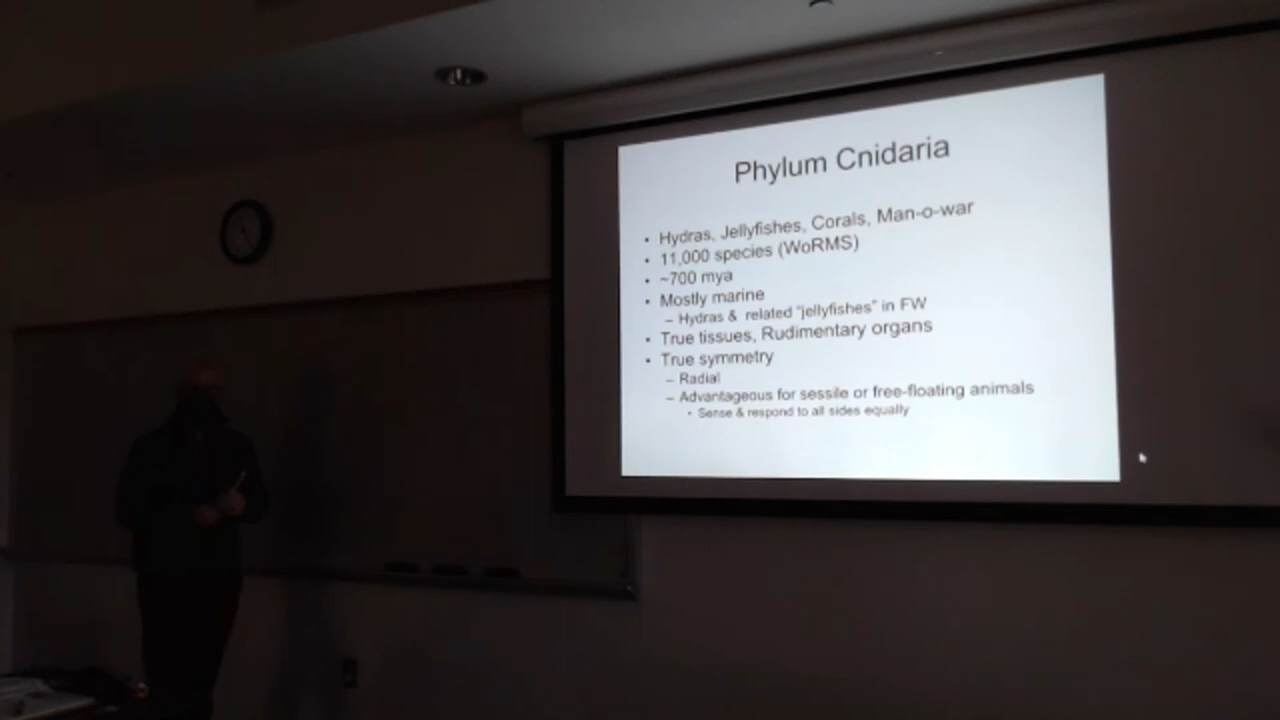 Phylum Cnidaria
• Hydras, Jellyfishes, Corals, Man-o-war
• 11,000 species (WoRMS)
• ~700 mya
• Mostly marine
– Hydras & related "jellyfishes" in FW
• True tissues, Rudimentary organs
• True symmetry
– Radial
– Advantageous for sessile or free-floating animals
• Sense & respond to all sides equally